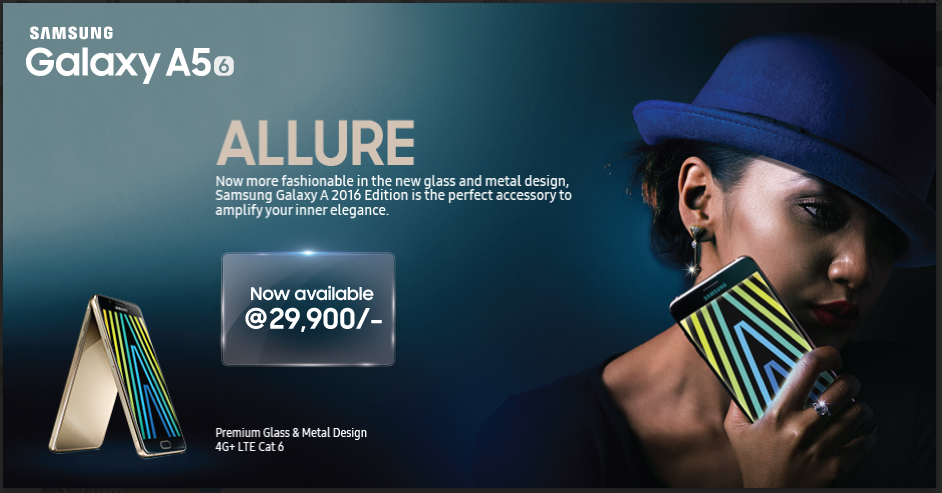 SAMSUNG
Galaxy A5 6
ALLURE
Now more fashionable in the new glass and metal design,
Samsung Galaxy A 2016 Edition is the perfect accessory to
amplify your inner elegance.
Now available
@29,900/-
Premium Glass & Metal Design
4G+ LTE Cat 6
SAMSUNG
SAMSUNG